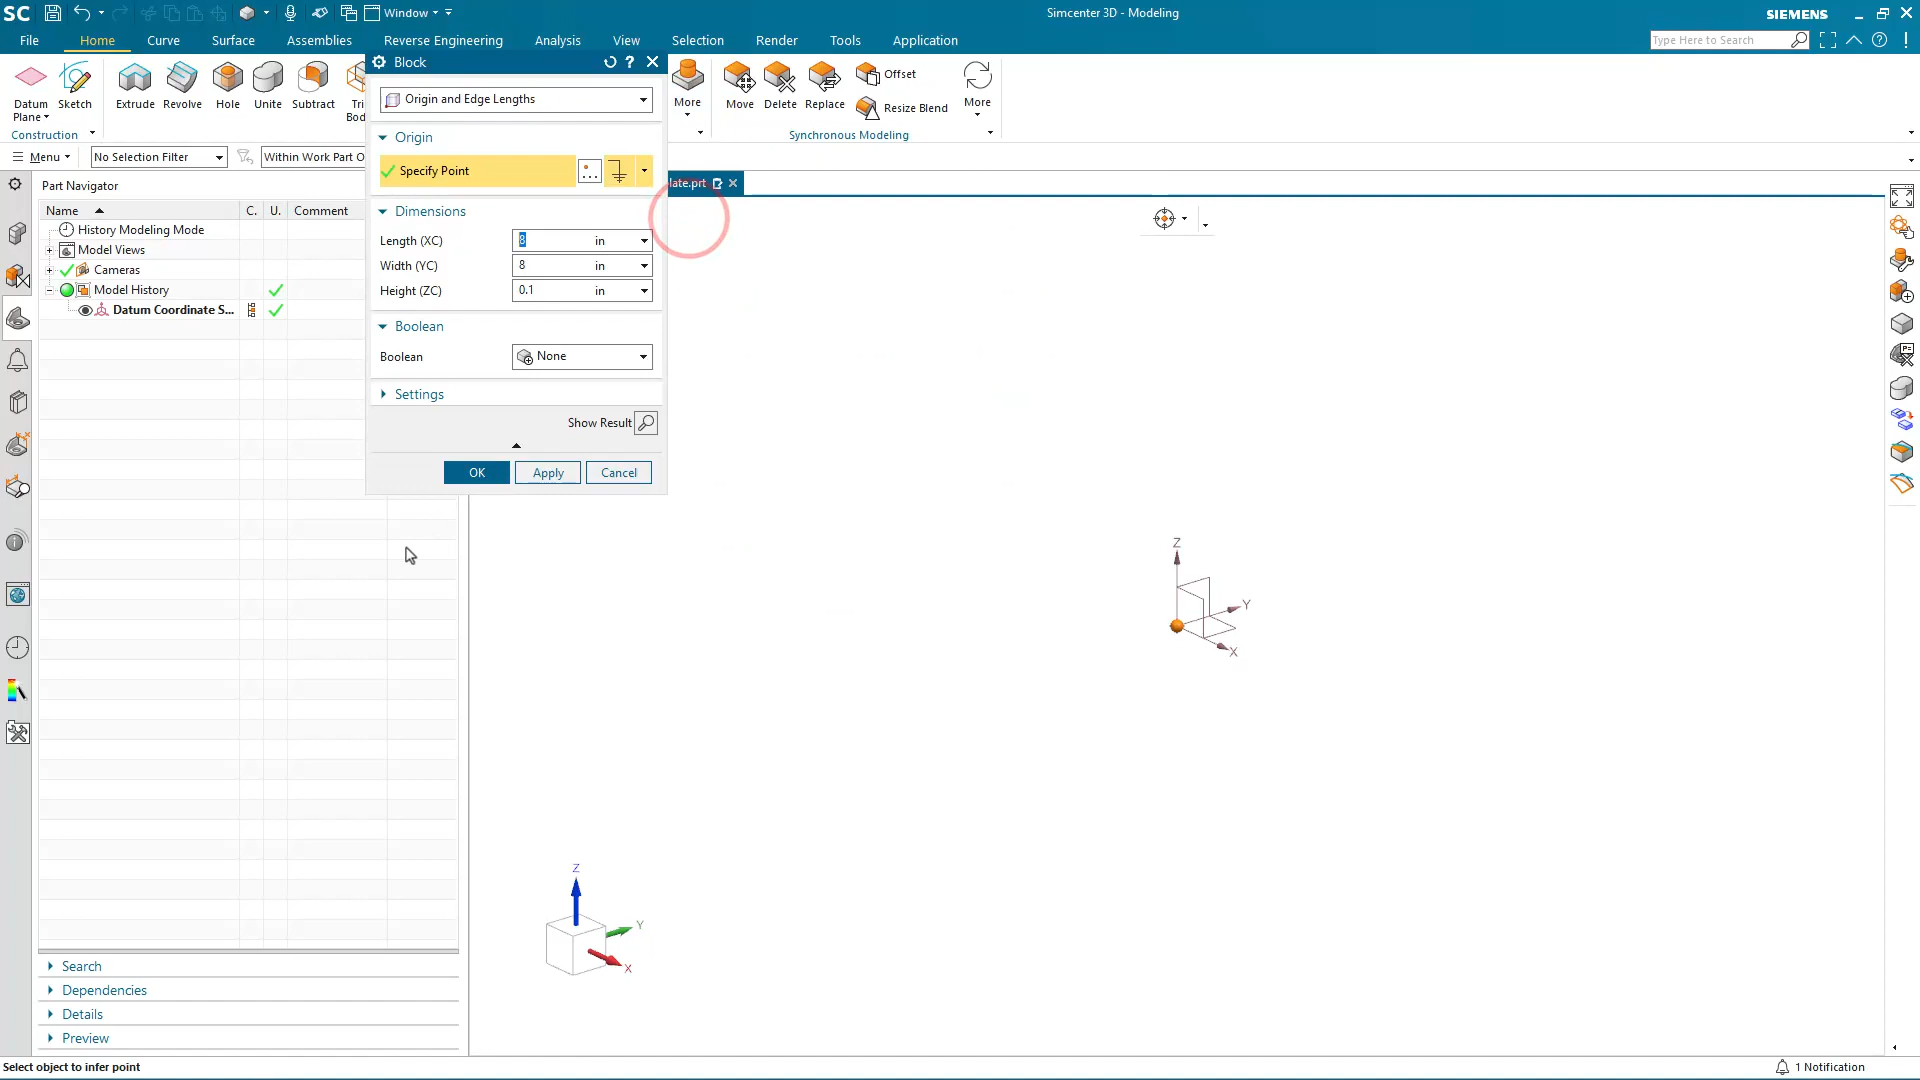 SC Window Simcenter 3D - Modeling SIEMENS
File Home Curve Surface Assemblies Reverse Engineering Analysis View Selection Render Tools Application Type Here to Search
Block
Datum Plane Sketch Extrude Revolve Hole Unite Subtract Tri Bod More Move Delete Replace Offset Resize Blend More
Construction Synchronous Modeling
Menu No Selection Filter Within Work Part O
Origin and Edge Lengths
Origin
Specify Point
late.prt
Dimensions
Length (XC) 8 in
Width (YC) 8 in
Height (ZC) 0.1 in
Boolean
Boolean None
Settings
Show Result
OK Apply Cancel
Part Navigator
Name C. U. Comment
History Modeling Mode
Model Views
Cameras
Model History
Datum Coordinate S...
Z
Y
X
Z
Y
X
Search
Dependencies
Details
Preview
Select object to infer point 1 Notification